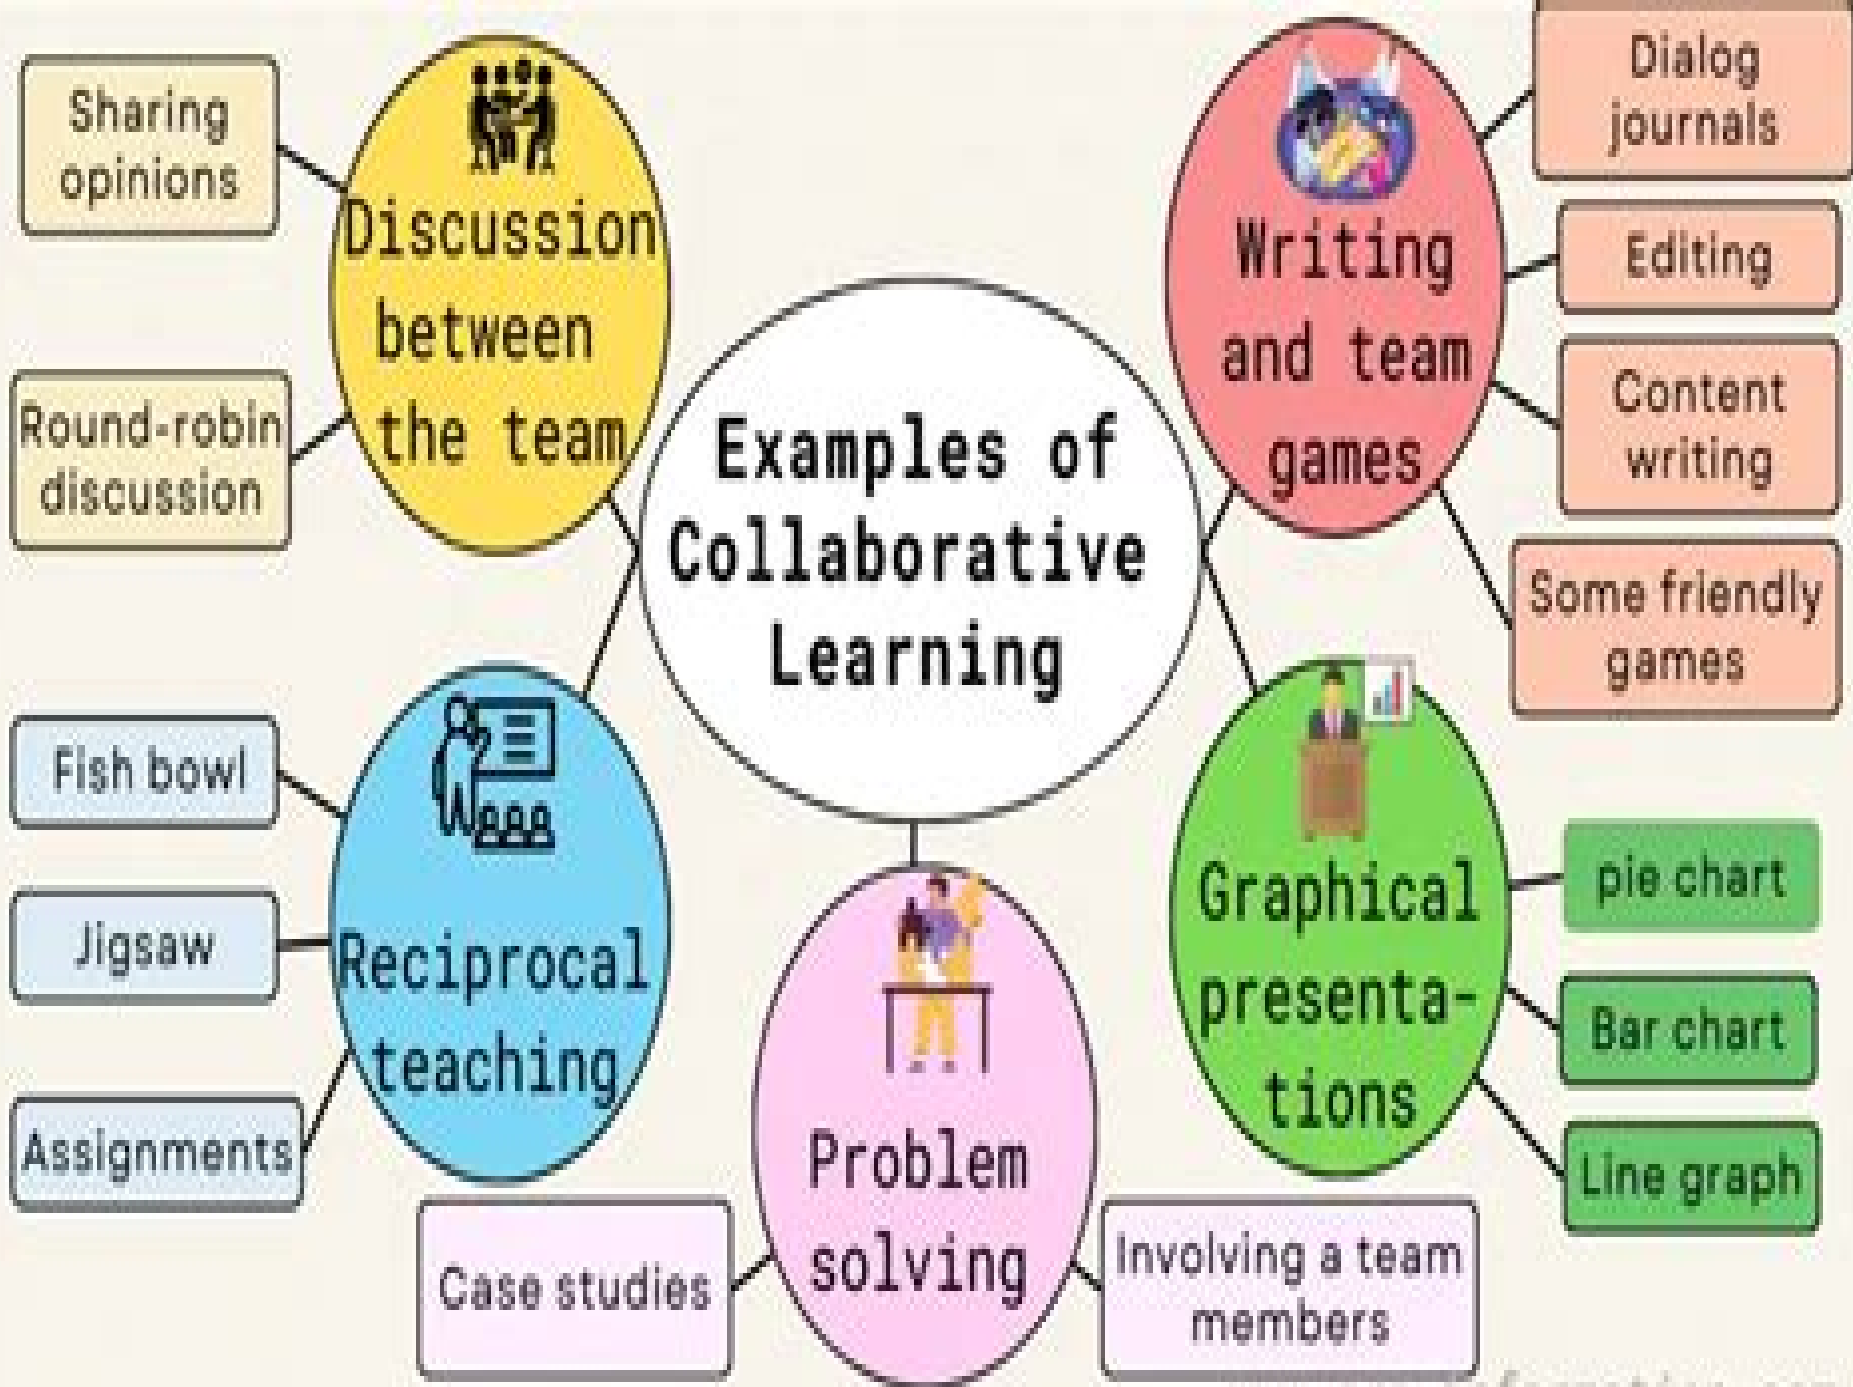 Examples of
Collaborative
Learning
Discussion
between
the team
Sharing
opinions
Round-robin
discussion
Writing
and team
games
Dialog
journals
Editing
Content
writing
Some friendly
games
Reciprocal
teaching
Fish bowl
Jigsaw
Assignments
Graphical
presenta-
tions
pie chart
Bar chart
Line graph
Problem
solving
Case studies
Involving a team
members